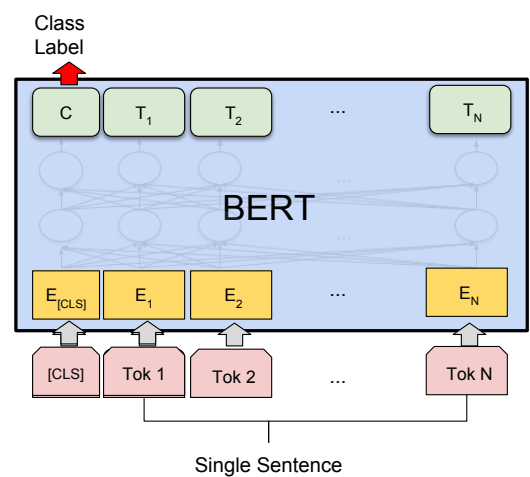 Class
Label
C T1 T2 ... TN
...
BERT
...
E[CLS] E1 E2 ... EN
[CLS] Tok 1 Tok 2 ... Tok N
Single Sentence